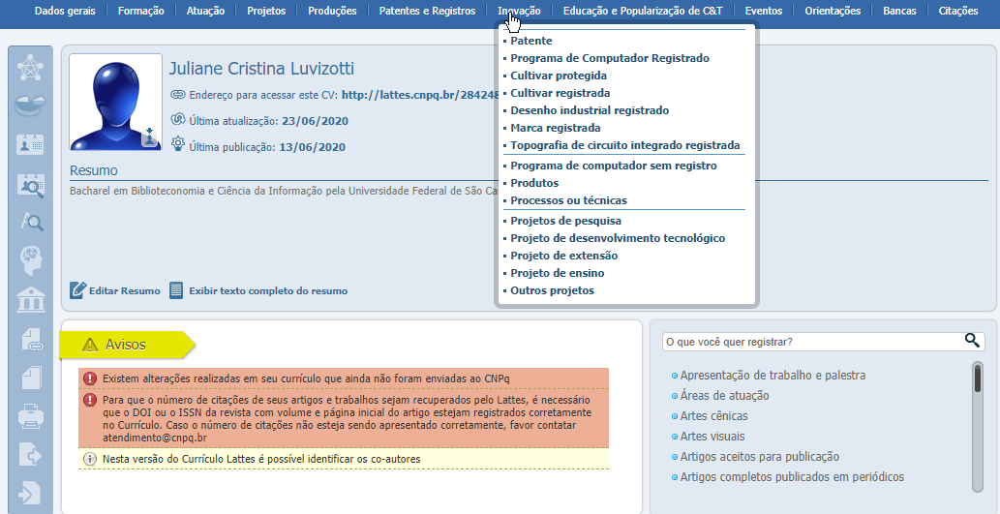 Dados gerais Formação Atuação Projetos Produções Patentes e Registros Inovação Educação e Popularização de C&T Eventos Orientações Bancas Citações
Patente
Programa de Computador Registrado
Cultivar protegida
Cultivar registrada
Desenho industrial registrado
Marca registrada
Topografia de circuito integrado registrada
Programa de computador sem registro
Produtos
Processos ou técnicas
Projetos de pesquisa
Projeto de desenvolvimento tecnológico
Projeto de extensão
Projeto de ensino
Outros projetos
Juliane Cristina Luvizotti
Endereço para acessar este CV: http://lattes.cnpq.br/28424
Última atualização: 23/06/2020
Última publicação: 13/06/2020
Resumo
Bacharel em Biblioteconomia e Ciência da Informação pela Universidade Federal de São
Editar Resumo Exibir texto completo do resumo
Avisos
Existem alterações realizadas em seu currículo que ainda não foram enviadas ao CNPq
Para que o número de citações de seus artigos e trabalhos sejam recuperados pelo Lattes, é necessário
que o DOI ou o ISSN da revista com volume e página inicial do artigo estejam registrados corretamente
no Currículo. Caso o número de citações não esteja sendo apresentado corretamente, favor contatar
atendimento@cnpq.br
Nesta versão do Currículo Lattes é possível identificar os co-autores
O que você quer registrar?
Apresentação de trabalho e palestra
Áreas de atuação
Artes cênicas
Artes visuais
Artigos aceitos para publicação
Artigos completos publicados em periódicos